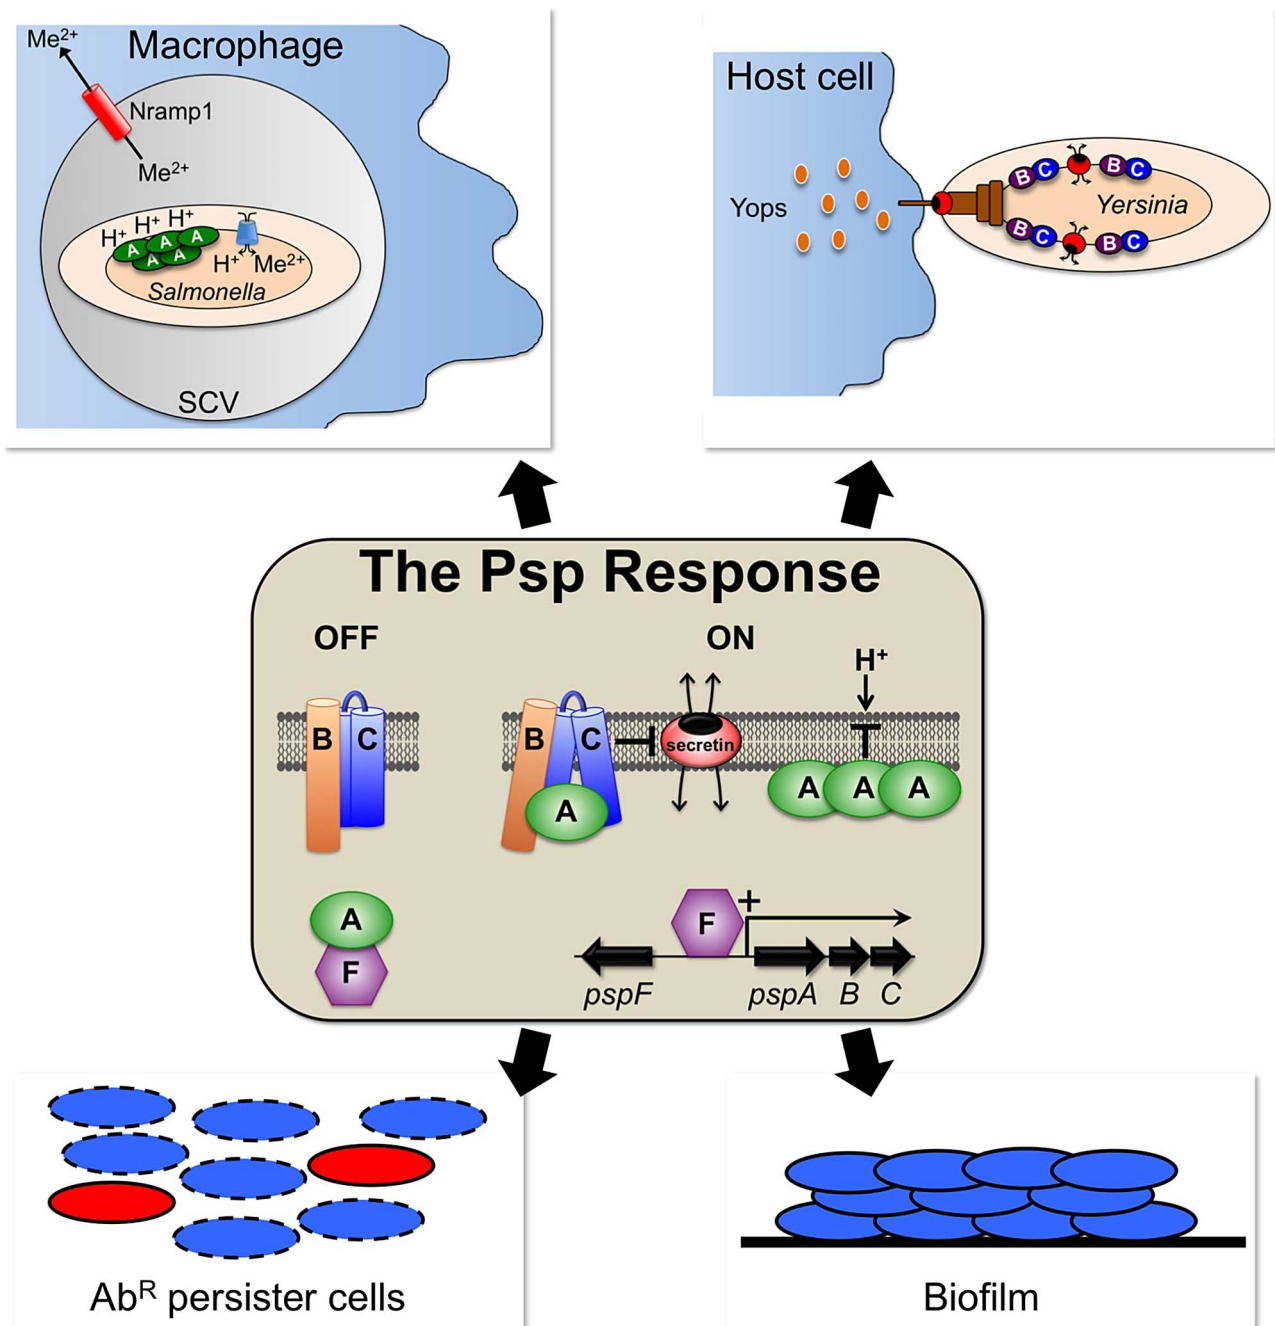 Me²⁺
Macrophage
Nramp1
Me²⁺
H⁺ H⁺ H⁺
A A A
A A
H⁺ Me²⁺
Salmonella
SCV
Host cell
Yops
B C B C
Yersinia
B C B C
The Psp Response
OFF
ON
H⁺
B C
B C
secretin
A
A A A
A
F
F
+
pspF
pspA B C
Abᴿ persister cells
Biofilm